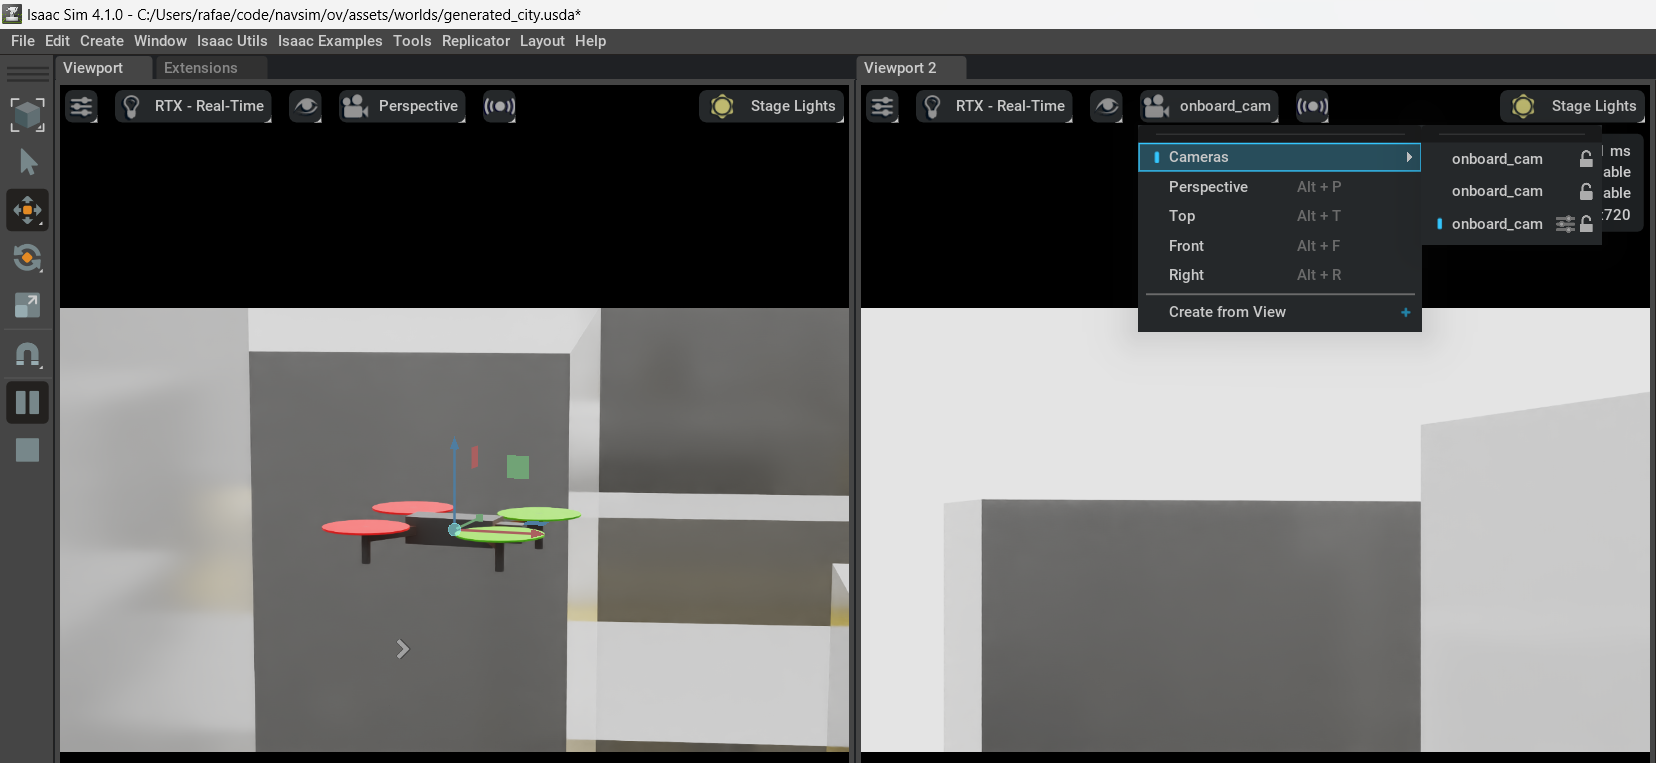 Isaac Sim 4.1.0 - C:/Users/rafae/code/navsim/ov/assets/worlds/generated_city.usda*
File Edit Create Window Isaac Utils Isaac Examples Tools Replicator Layout Help
Viewport Extensions
RTX - Real-Time Perspective Stage Lights
Viewport 2
RTX - Real-Time onboard_cam Stage Lights
Cameras
Perspective Alt + P
Top Alt + T
Front Alt + F
Right Alt + R
Create from View +
onboard_cam
onboard_cam
onboard_cam
ms
able
able
720